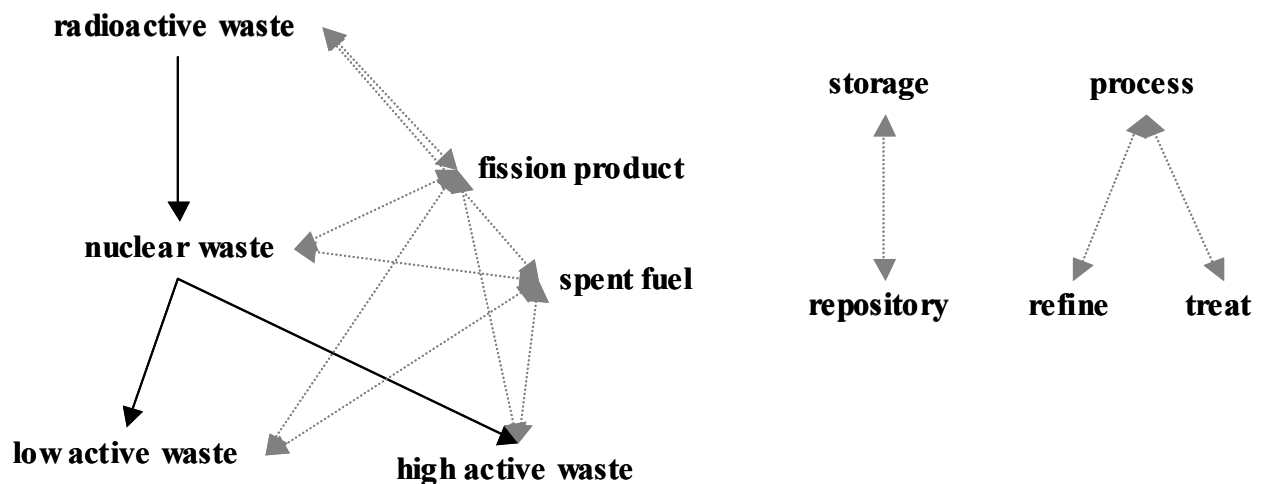 radioactive waste
storage
process
fission product
nuclear waste
spent fuel
repository
refine
treat
low active waste
high active waste